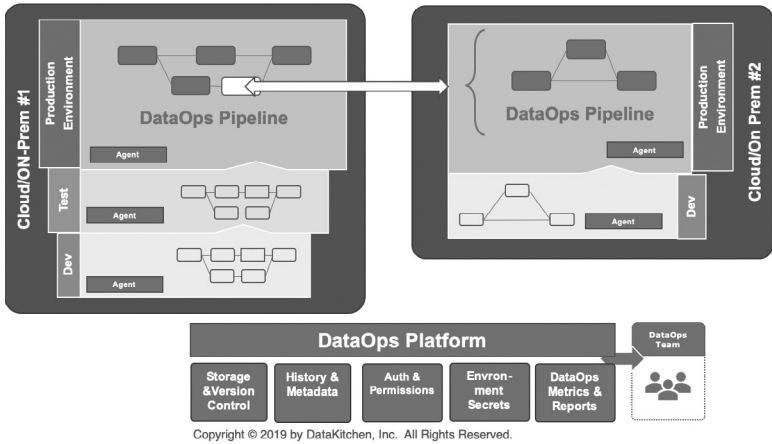 Cloud/ON-Prem #1
Production
Environment
DataOps Pipeline
Agent
Test
Agent
Dev
Agent
Cloud/On Prem #2
Production
Environment
DataOps Pipeline
Agent
Dev
Agent
DataOps Platform
DataOps
Team
Storage
&Version
Control
History &
Metadata
Auth &
Permissions
Envron-
ment
Secrets
DataOps
Metrics &
Reports
Copyright © 2019 by DataKitchen, Inc. All Rights Reserved.